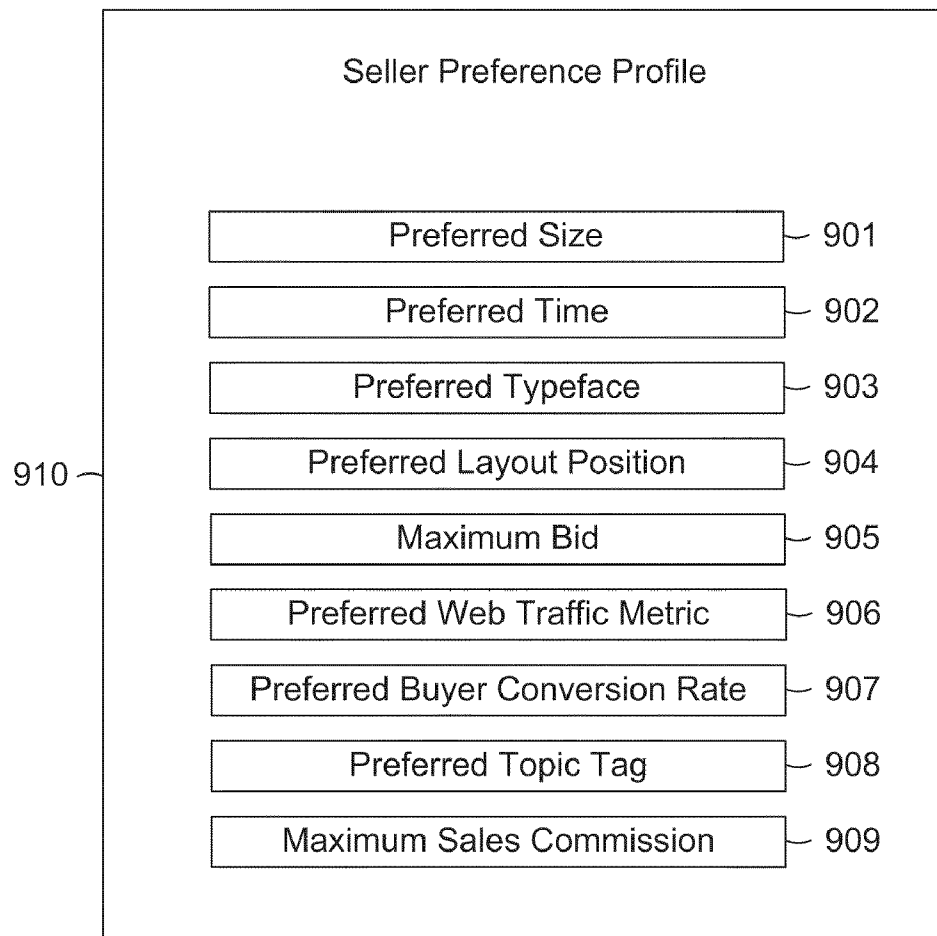 Seller Preference Profile
Preferred Size 901
Preferred Time 902
Preferred Typeface 903
Preferred Layout Position 904
910
Maximum Bid 905
Preferred Web Traffic Metric 906
Preferred Buyer Conversion Rate 907
Preferred Topic Tag 908
Maximum Sales Commission 909